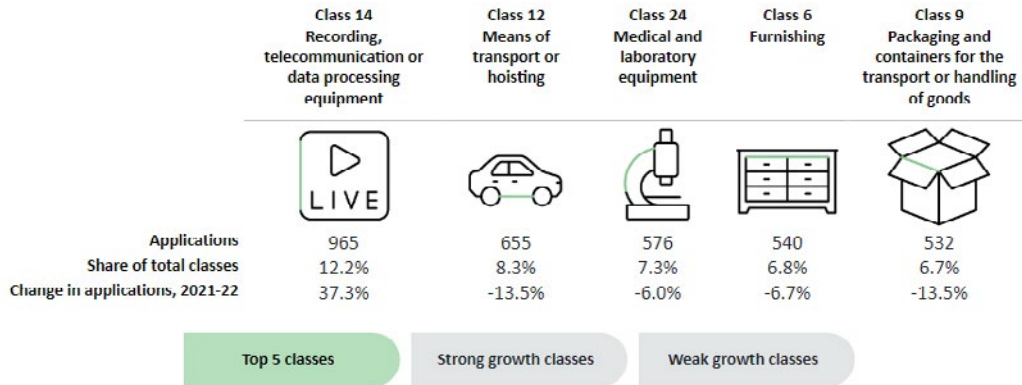 Class 14
Recording,
telecommunication or
data processing
equipment
Class 12
Means of
transport or
hoisting
Class 24
Medical and
laboratory
equipment
Class 6
Furnishing
Class 9
Packaging and
containers for the
transport or handling
of goods
LIVE
Applications 965 655 576 540 532
Share of total classes 12.2% 8.3% 7.3% 6.8% 6.7%
Change in applications, 2021-22 37.3% -13.5% -6.0% -6.7% -13.5%
Top 5 classes Strong growth classes Weak growth classes